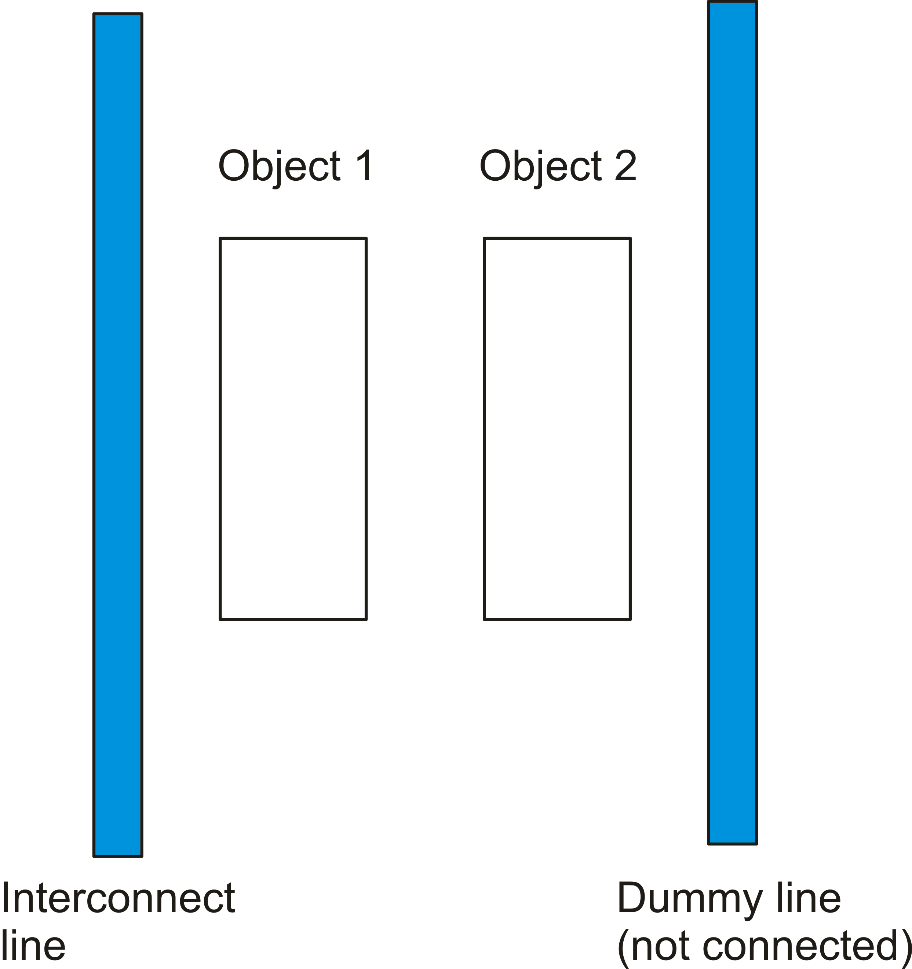 Object 1
Object 2
Interconnect
line
Dummy line
(not connected)